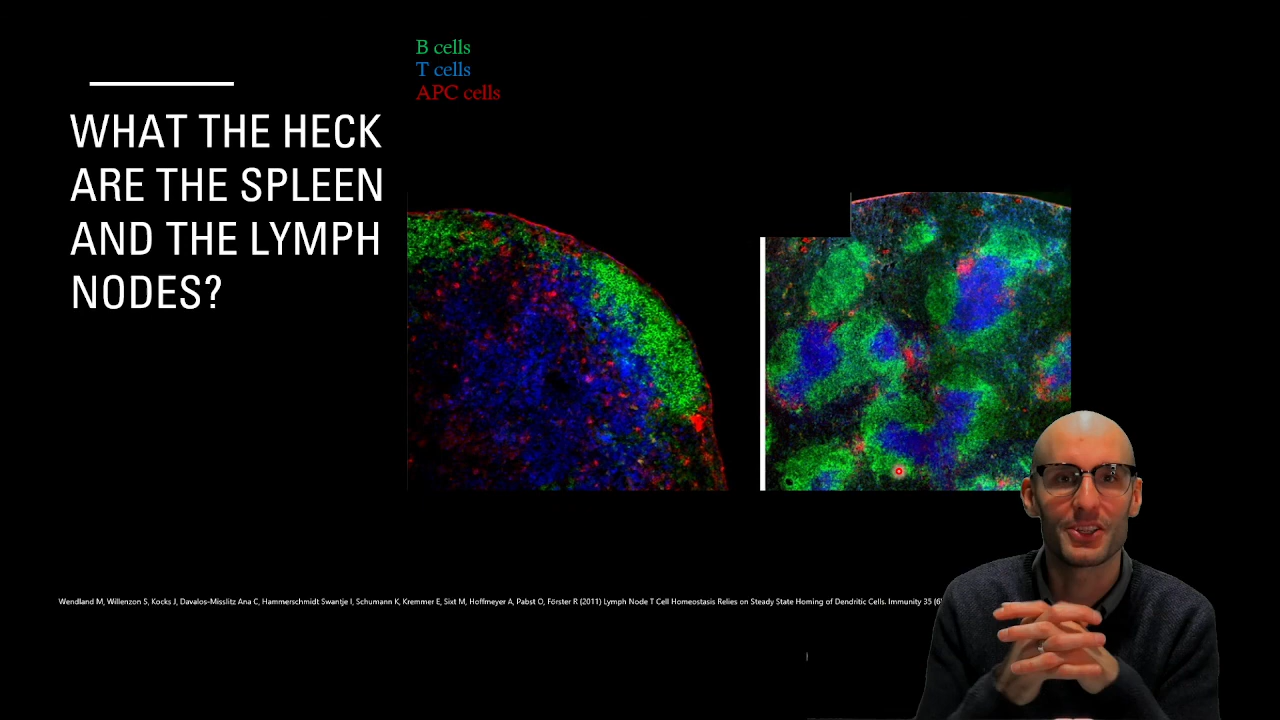 B cells
T cells
APC cells
WHAT THE HECK
ARE THE SPLEEN
AND THE LYMPH
NODES?
Wendland M, Willenzon S, Kocks J, Davalos-Misslitz Ana C, Hammerschmidt Swantje I, Schumann K, Kremmer E, Sixt M, Hoffmeyer A, Pabst O, Förster R (2011) Lymph Node T Cell Homeostasis Relies on Steady State Homing of Dendritic Cells. Immunity 35